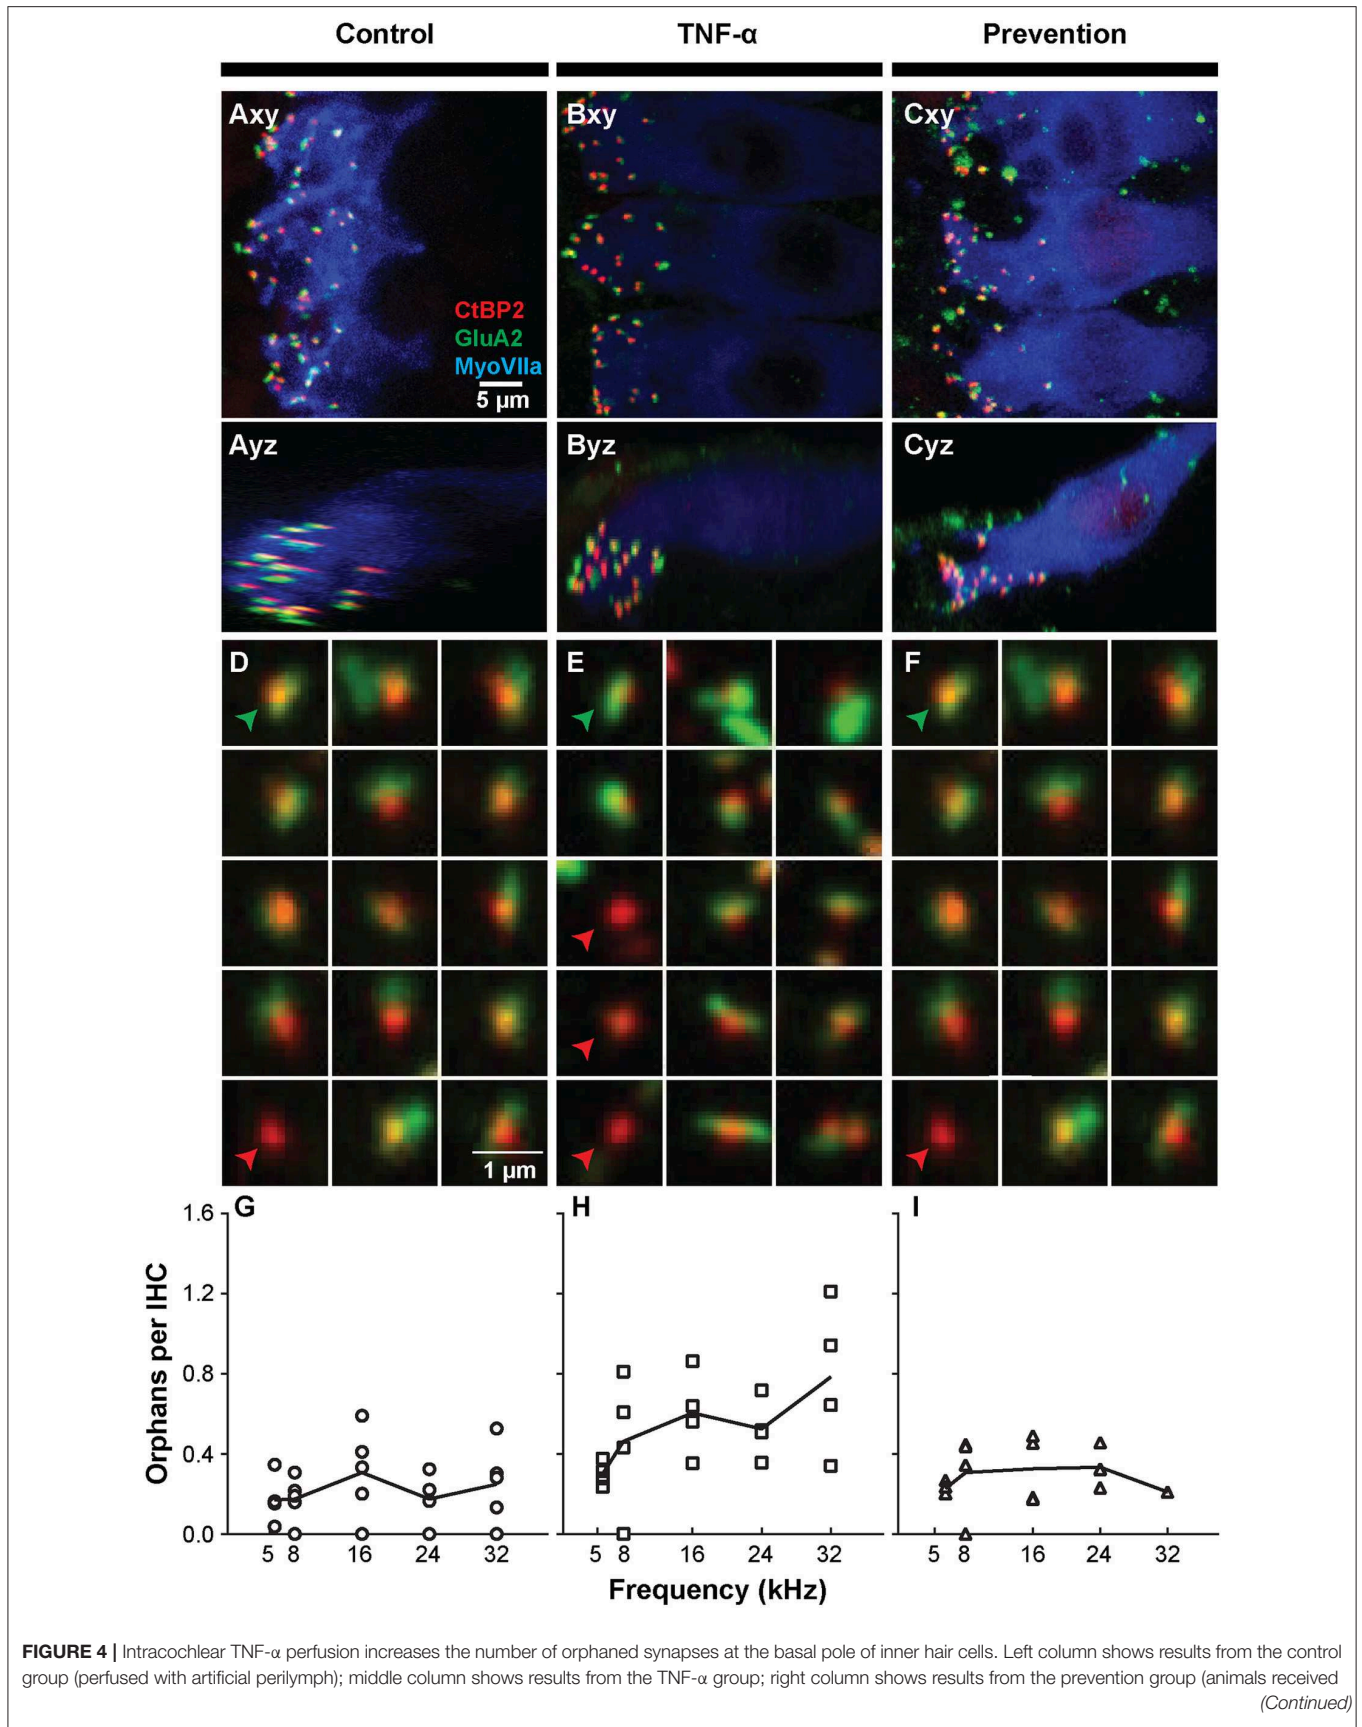 Control TNF-α Prevention
Axy Bxy Cxy
CtBP2
GluA2
MyoVIIa
5 µm
Ayz Byz Cyz
D E F
1 µm
G H I
1.6
1.2
0.8
0.4
0.0
Orphans per IHC
5 8 16 24 32 5 8 16 24 32 5 8 16 24 32
Frequency (kHz)
FIGURE 4 | Intracochlear TNF-α perfusion increases the number of orphaned synapses at the basal pole of inner hair cells. Left column shows results from the control
group (perfused with artificial perilymph); middle column shows results from the TNF-α group; right column shows results from the prevention group (animals received
(Continued)